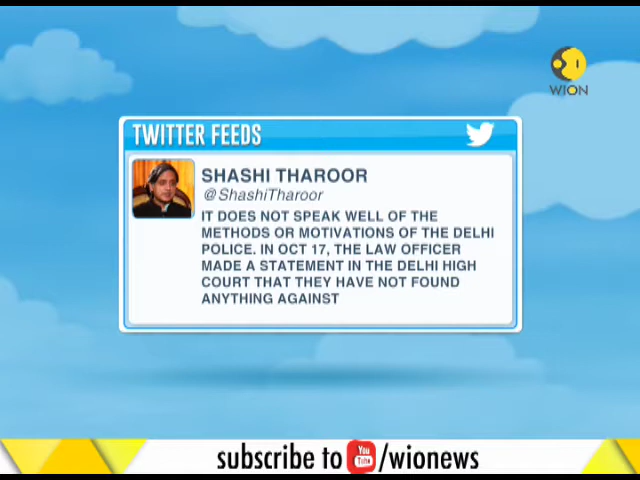 WION
TWITTER FEEDS
SHASHI THAROOR
@ShashiTharoor
IT DOES NOT SPEAK WELL OF THE
METHODS OR MOTIVATIONS OF THE DELHI
POLICE. IN OCT 17, THE LAW OFFICER
MADE A STATEMENT IN THE DELHI HIGH
COURT THAT THEY HAVE NOT FOUND
ANYTHING AGAINST
subscribe to You Tube /wionews